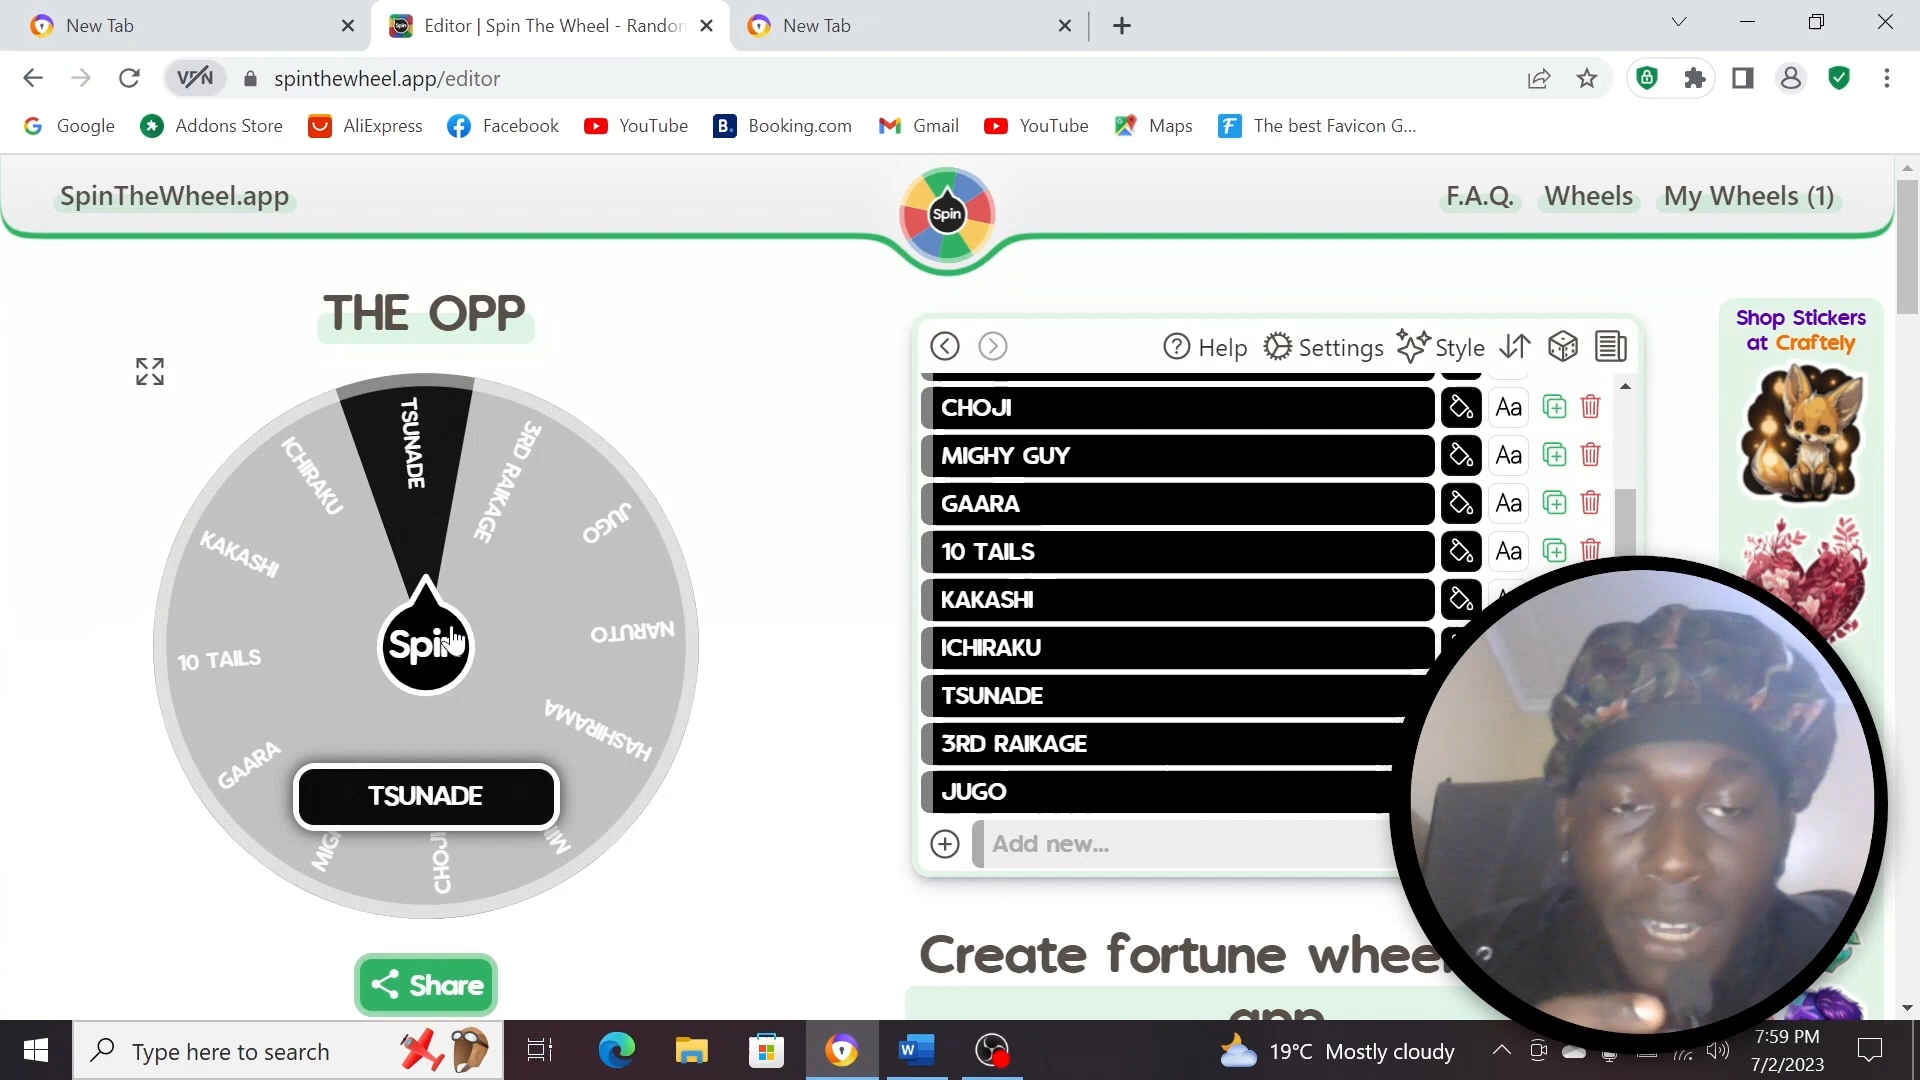 New Tab
Editor | Spin The Wheel - Randon
New Tab
VPN
spinthewheel.app/editor
Google
Addons Store
AliExpress
Facebook
YouTube
B. Booking.com
Gmail
YouTube
Maps
The best Favicon G...
SpinTheWheel.app
Spin
F.A.Q.
Wheels
My Wheels (1)
THE OPP
Help
Settings
Style
Shop Stickers
at Craftely
TSUNADE
3RD RAIKAGE
JUGO
NARUTO
HASHIRAMA
CHOJI
GAARA
10 TAILS
KAKASHI
ICHIRAKU
Spin
TSUNADE
Share
CHOJI
Aa
MIGHY GUY
Aa
GAARA
Aa
10 TAILS
Aa
KAKASHI
ICHIRAKU
TSUNADE
3RD RAIKAGE
JUGO
Add new...
Create fortune whee
app
Type here to search
19°C Mostly cloudy
7:59 PM
7/2/2023